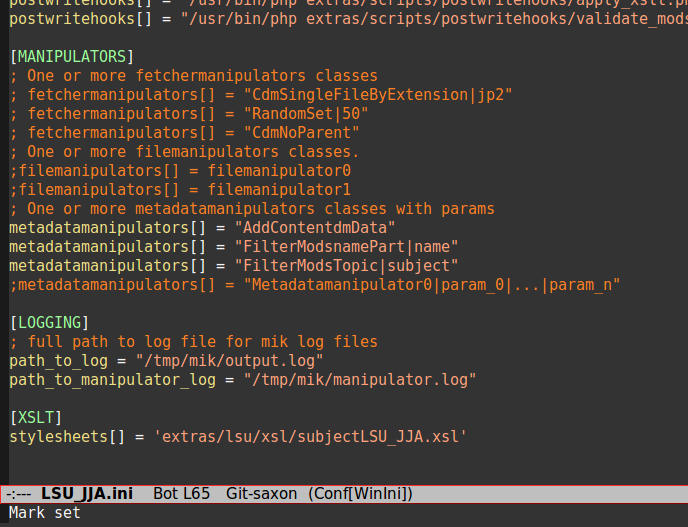 postwritehooks[] = "/usr/bin/php extras/scripts/postwritehooks/apply_xslt.p
postwritehooks[] = "/usr/bin/php extras/scripts/postwritehooks/validate_mods
[MANIPULATORS]
; One or more fetchermanipulators classes
; fetchermanipulators[] = "CdmSingleFileByExtension|jp2"
; fetchermanipulators[] = "RandomSet|50"
; fetchermanipulators[] = "CdmNoParent"
; One or more filemanipulators classes.
;filemanipulators[] = filemanipulator0
;filemanipulators[] = filemanipulator1
; One or more metadatamanipulators classes with params
metadatamanipulators[] = "AddContentdmData"
metadatamanipulators[] = "FilterModsnamePart|name"
metadatamanipulators[] = "FilterModsTopic|subject"
;metadatamanipulators[] = "Metadatamanipulator0|param_0|...|param_n"
[LOGGING]
; full path to log file for mik log files
path_to_log = "/tmp/mik/output.log"
path_to_manipulator_log = "/tmp/mik/manipulator.log"
[XSLT]
stylesheets[] = 'extras/lsu/xsl/subjectLSU_JJA.xsl'
-:--- LSU_JJA.ini Bot L65 Git-saxon (Conf[WinIni])
Mark set